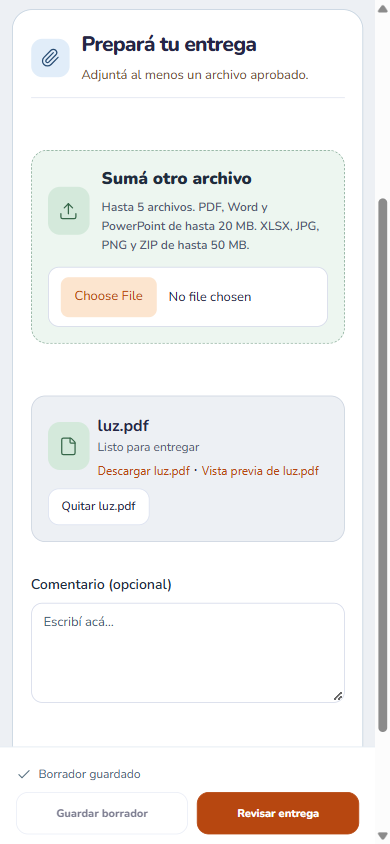 Prepará tu entrega
Adjuntá al menos un archivo aprobado.
Sumá otro archivo
Hasta 5 archivos. PDF, Word y
PowerPoint de hasta 20 MB. XLSX, JPG,
PNG y ZIP de hasta 50 MB.
Choose File No file chosen
luz.pdf
Listo para entregar
Descargar luz.pdf · Vista previa de luz.pdf
Quitar luz.pdf
Comentario (opcional)
Escribí acá...
Borrador guardado
Guardar borrador Revisar entrega